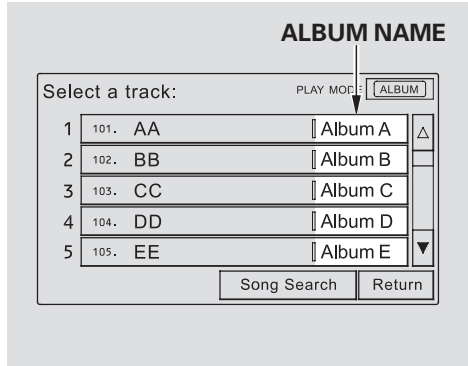 ALBUM NAME
Select a track: PLAY MODE ALBUM
1 101. AA Album A
2 102. BB Album B
3 103. CC Album C
4 104. DD Album D
5 105. EE Album E
Song Search Return